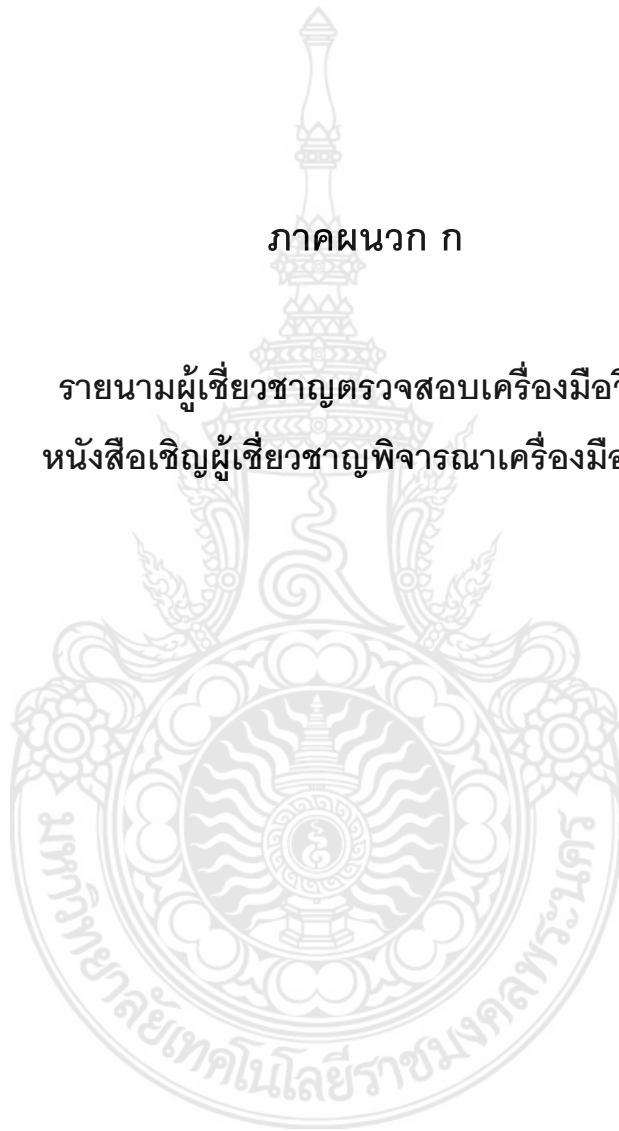 ภาคผนวก ก
รายนามผู้เชี่ยวชาญตรวจสอบเครื่องมือวิ
หนังสือเชิญผู้เชี่ยวชาญพิจารณาเครื่องมือ
มหาวิทยาลัยเทคโนโลยีราชมงคลพระนคร